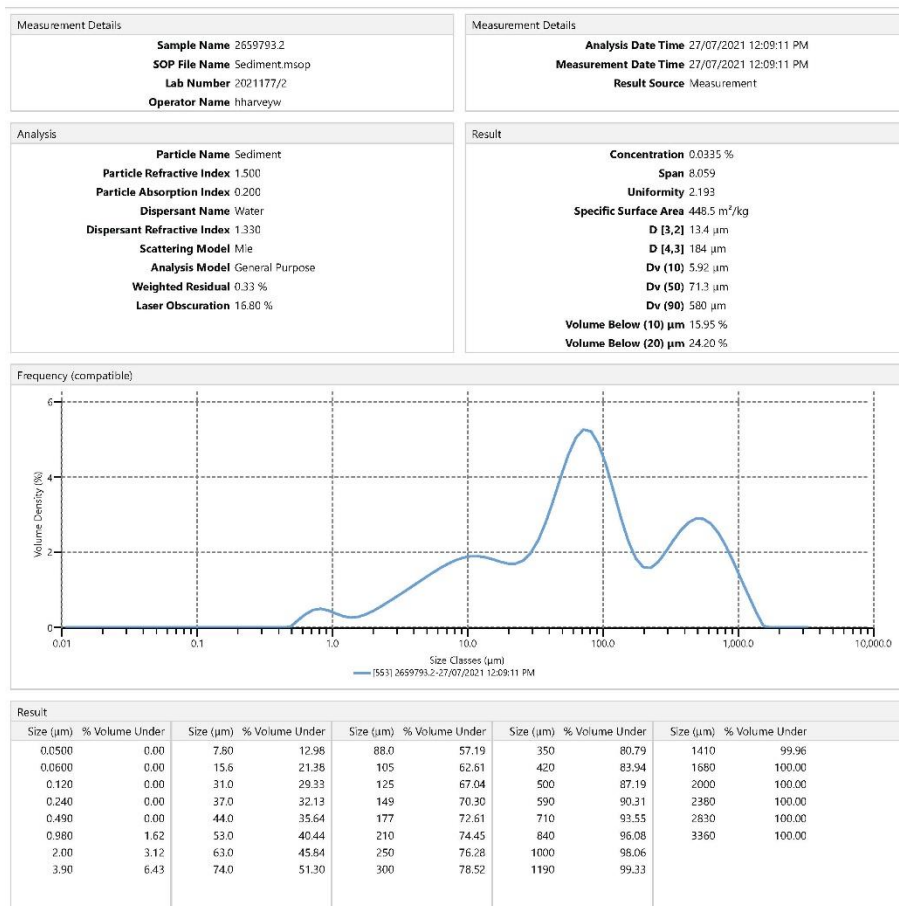 Measurement Details
Sample Name 2659793.2
SOP File Name Sediment.msop
Lab Number 2021177/2
Operator Name hharveyw
Measurement Details
Analysis Date Time 27/07/2021 12:09:11 PM
Measurement Date Time 27/07/2021 12:09:11 PM
Result Source Measurement
Analysis
Particle Name Sediment
Particle Refractive Index 1.500
Particle Absorption Index 0.200
Dispersant Name Water
Dispersant Refractive Index 1.330
Scattering Model Mie
Analysis Model General Purpose
Weighted Residual 0.33 %
Laser Obscuration 16.80 %
Result
Concentration 0.0335 %
Span 8.059
Uniformity 2.193
Specific Surface Area 448.5 m²/kg
D [3,2] 13.4 µm
D [4,3] 184 µm
Dv (10) 5.92 µm
Dv (50) 71.3 µm
Dv (90) 580 µm
Volume Below (10) µm 15.95 %
Volume Below (20) µm 24.20 %
Frequency (compatible)
6
4
2
0
Volume Density (%)
0.01 0.1 1.0 10.0 100.0 1,000.0 10,000.0
Size Classes (µm)
[553] 2659793.2-27/07/2021 12:09:11 PM
Result
Size (µm) % Volume Under Size (µm) % Volume Under Size (µm) % Volume Under Size (µm) % Volume Under Size (µm) % Volume Under
0.0500 0.00 7.80 12.98 88.0 57.19 350 80.79 1410 99.96
0.0600 0.00 15.6 21.38 105 62.61 420 83.94 1680 100.00
0.120 0.00 31.0 29.33 125 67.04 500 87.19 2000 100.00
0.240 0.00 37.0 32.13 149 70.30 590 90.31 2380 100.00
0.490 0.00 44.0 35.64 177 72.61 710 93.55 2830 100.00
0.980 1.62 53.0 40.44 210 74.45 840 96.08 3360 100.00
2.00 3.12 63.0 45.84 250 76.28 1000 98.06
3.90 6.43 74.0 51.30 300 78.52 1190 99.33